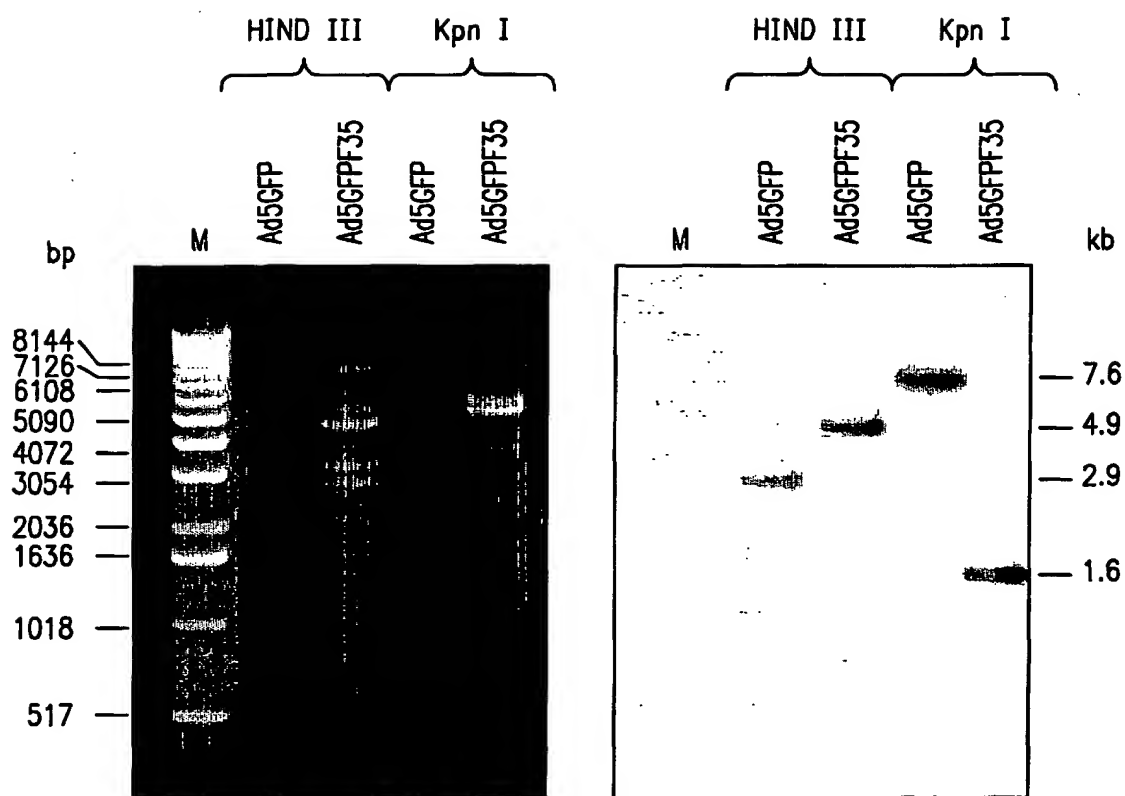 HIND III Kpn I
Ad5GFP
Ad5GFPF35
Ad5GFP
Ad5GFPF35
M
bp
8144
7126
6108
5090
4072
3054
2036
1636
1018
517
HIND III Kpn I
Ad5GFP
Ad5GFPF35
Ad5GFP
Ad5GFPF35
M
kb
7.6
4.9
2.9
1.6